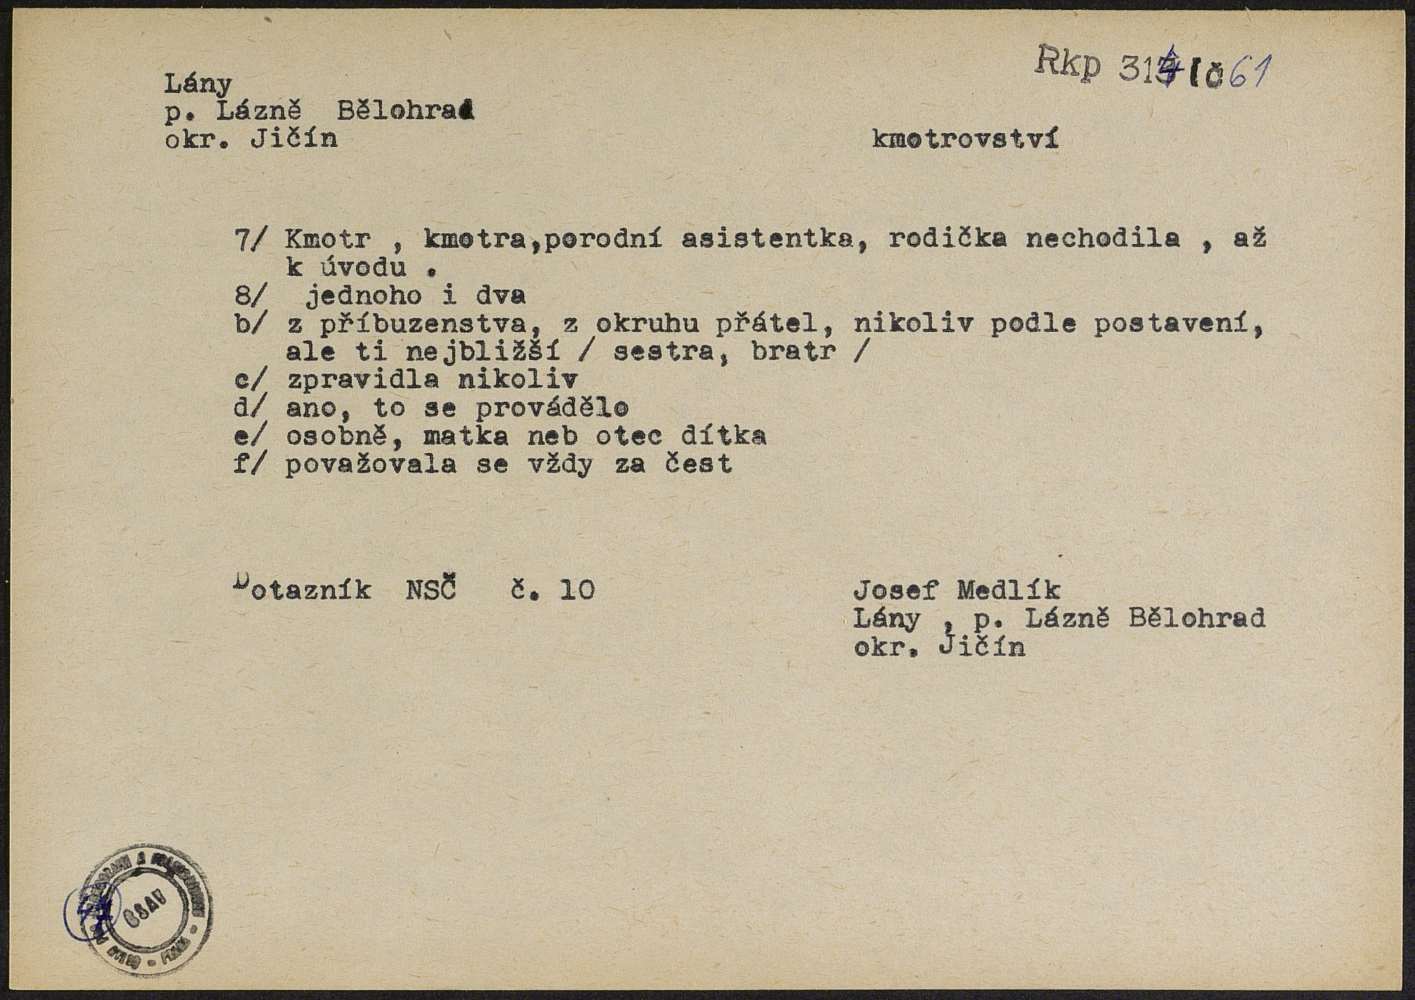 Rkp 314 I č 61
Lány
p. Lázně Bělohrad
okr. Jičín
kmotrovství
7/ Kmotr , kmotra,porodní asistentka, rodička nechodila , až
k úvodu .
8/ jednoho i dva
b/ z příbuzenstva, z okruhu přátel, nikoliv podle postavení,
ale ti nejbližší / sestra, bratr /
c/ zpravidla nikoliv
d/ ano, to se provádělo
e/ osobně, matka neb otec dítka
f/ považovala se vždy za čest
Dotazník NSČ č. 10
Josef Medlík
Lány , p. Lázně Bělohrad
okr. Jičín
ČSAV
PRAHA